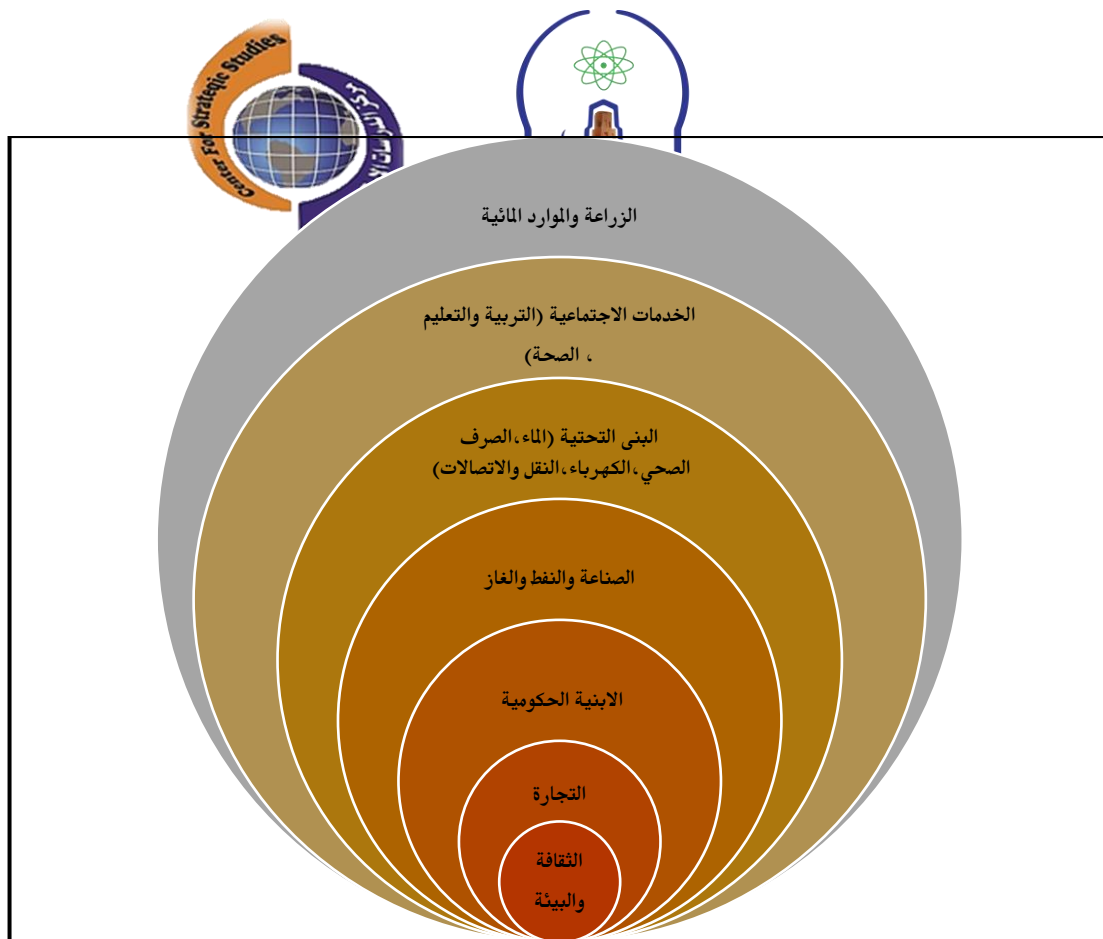 Center For Strategic Studies
الزراعة والموارد المائية
الخدمات الاجتماعية (التربية والتعليم
، الصحة)
البنى التحتية (الماء،الصرف
الصحي،الكهرباء،النقل والاتصالات)
الصناعة والنفط والغاز
الابنية الحكومية
التجارة
الثقافة
والبيئة